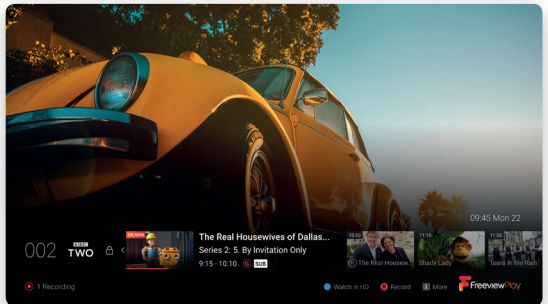 09:45 Mon 22
002
BBC
TWO
ON NOW
The Real Housewives of Dallas...
Series 2: 5. By Invitation Only
9:15 - 10:10 G SUB
10:10
R The Real Housew...
11:10
Shady Lady
11:50
Tears In the Rain
1 Recording
Watch in HD
R Record
i More
FreeviewPlay